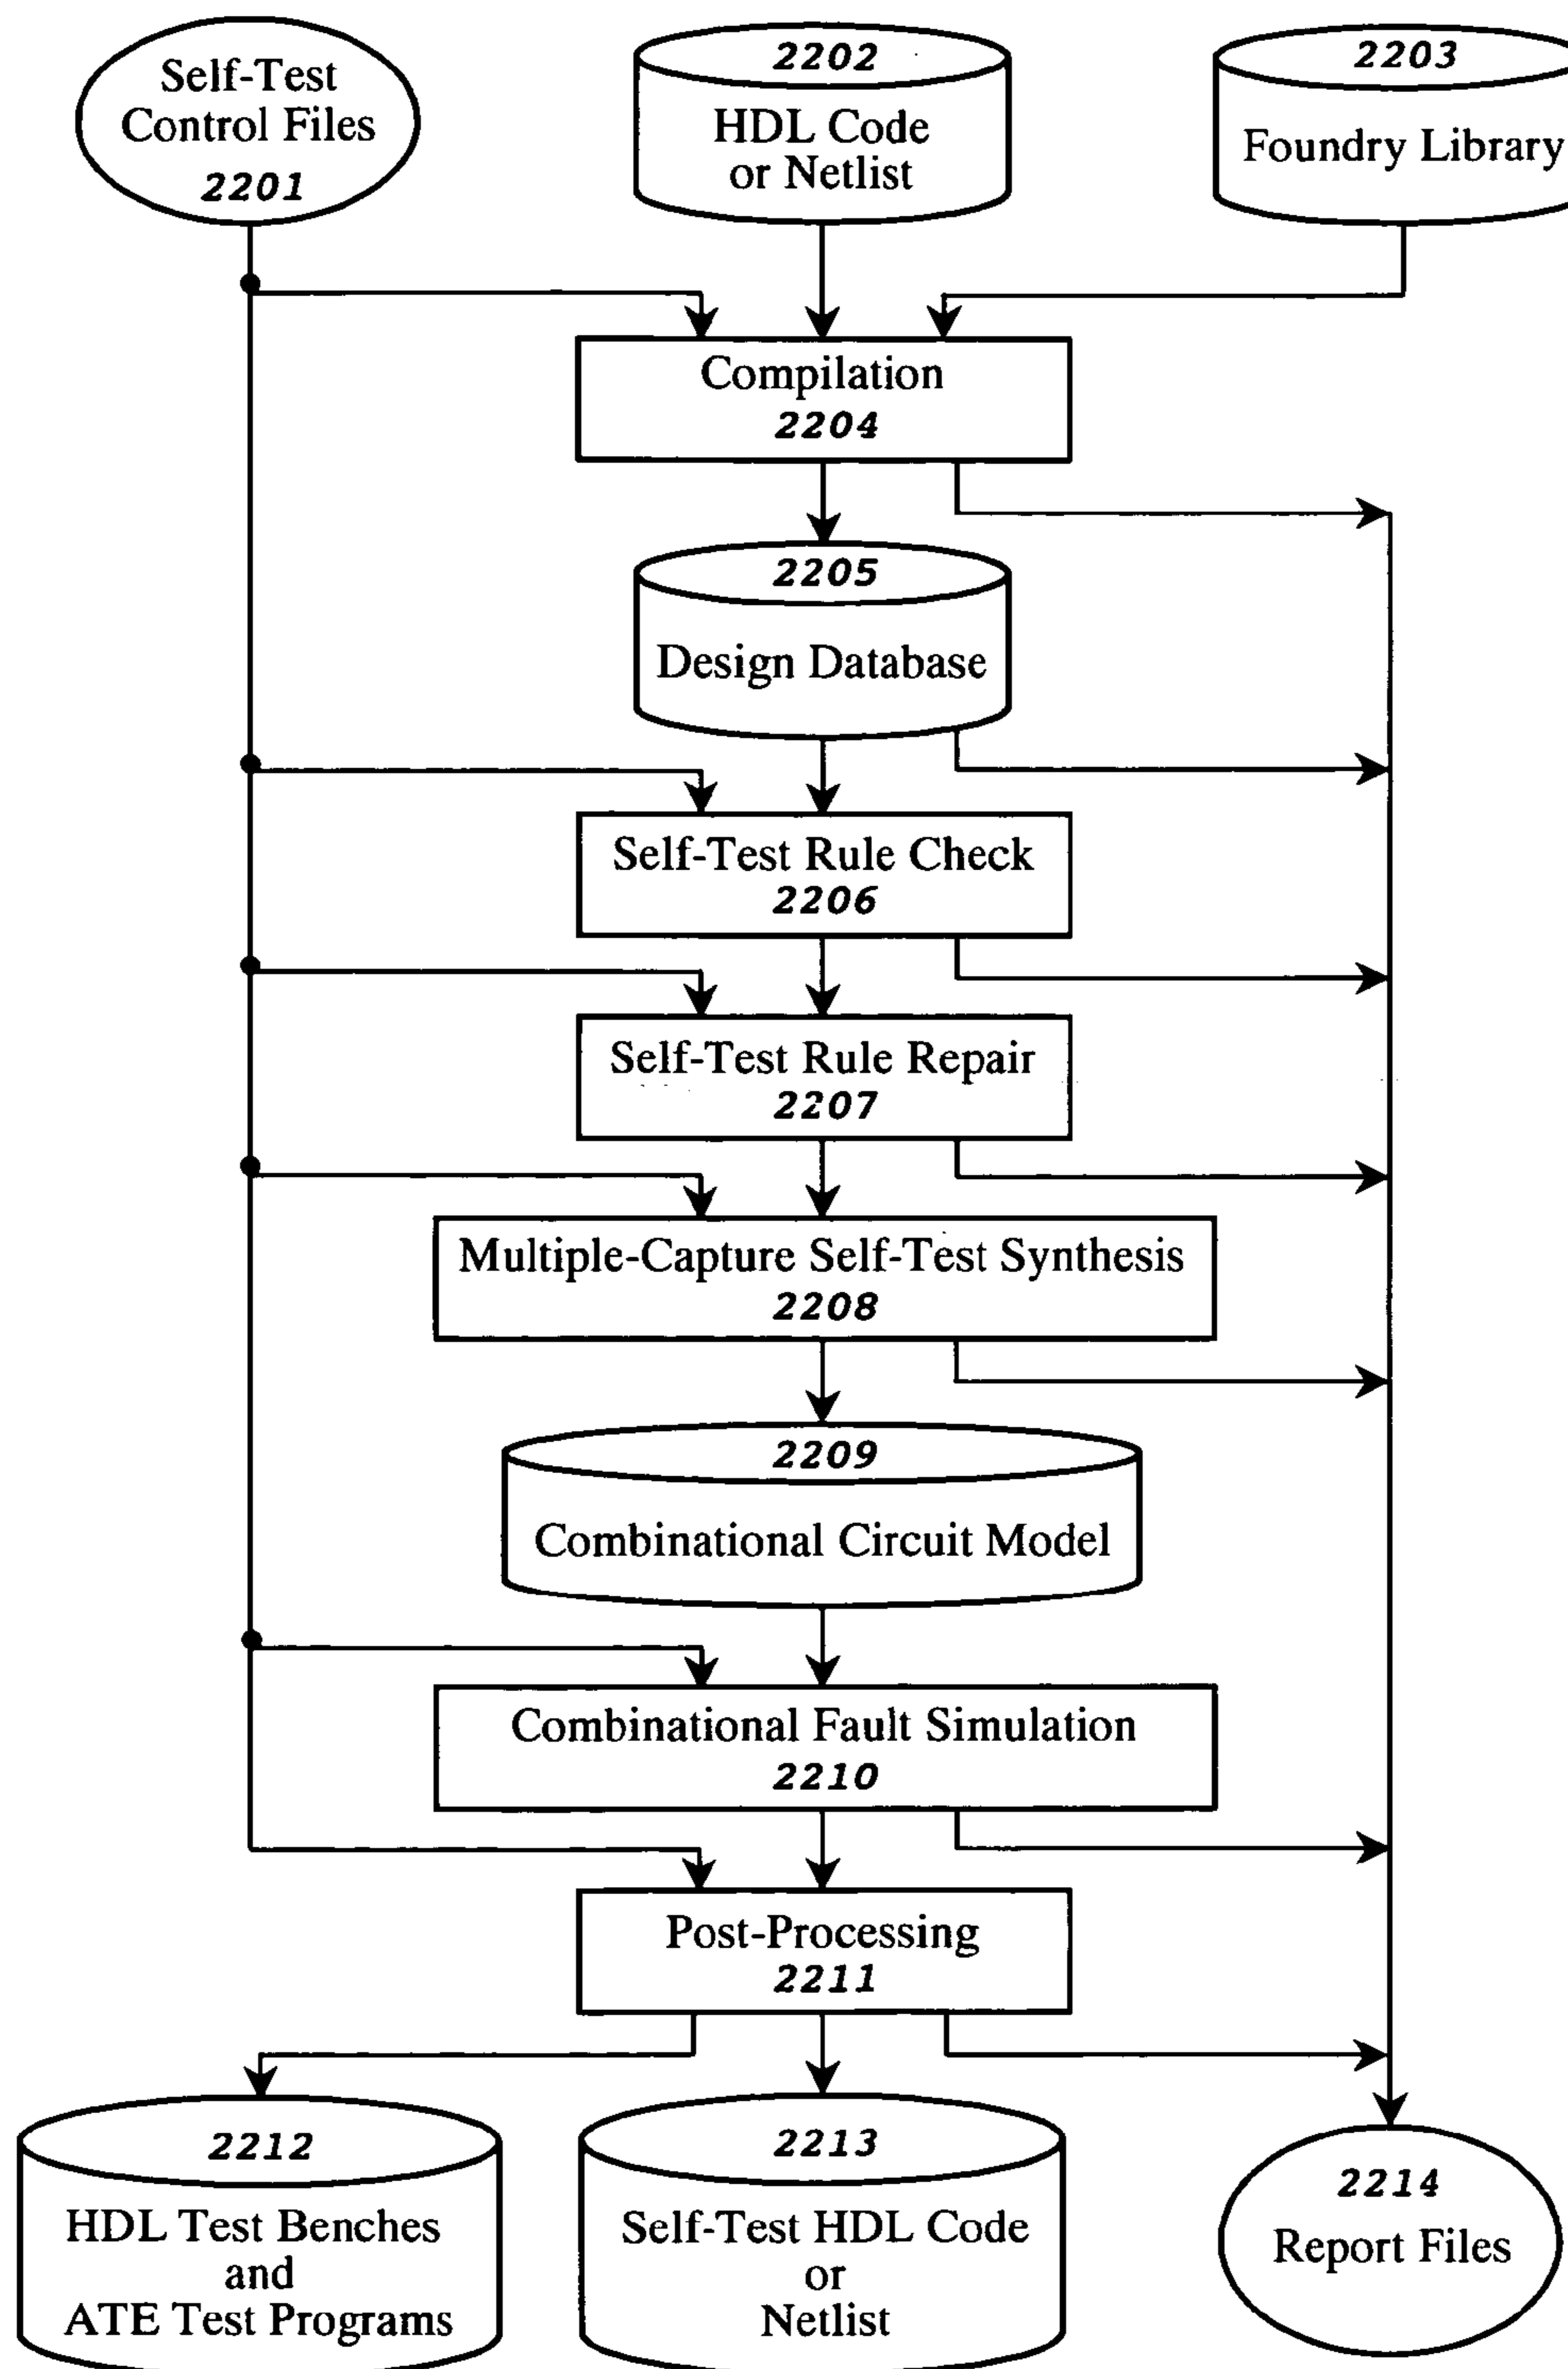 Self-Test
Control Files
2201
2202
HDL Code
or Netlist
2203
Foundry Library
Compilation
2204
2205
Design Database
Self-Test Rule Check
2206
Self-Test Rule Repair
2207
Multiple-Capture Self-Test Synthesis
2208
2209
Combinational Circuit Model
Combinational Fault Simulation
2210
Post-Processing
2211
2212
HDL Test Benches
and
ATE Test Programs
2213
Self-Test HDL Code
or
Netlist
2214
Report Files